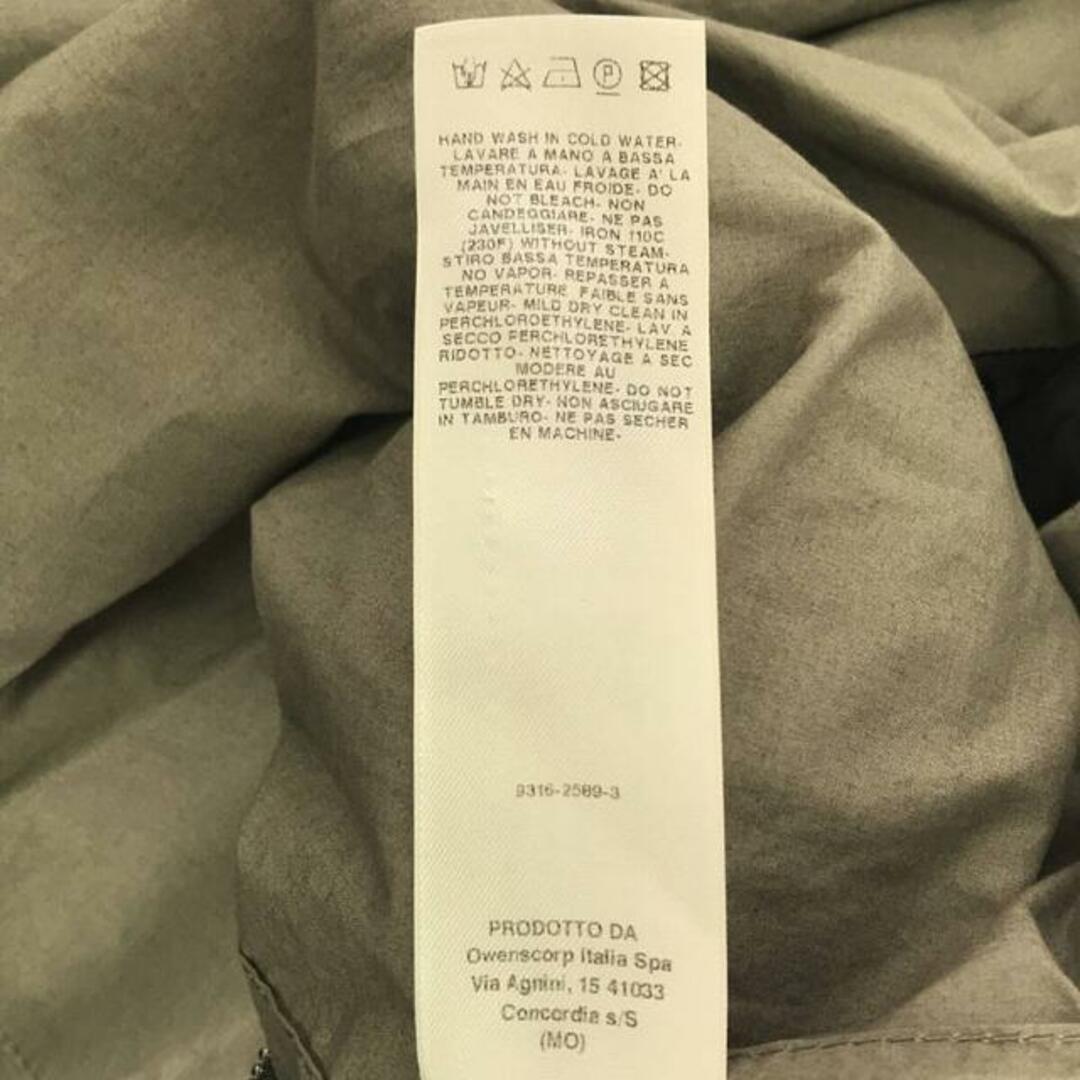 HAND WASH IN COLD WATER-
LAVARE A MANO A BASSA
TEMPERATURA- LAVAGE A' LA
MAIN EN EAU FROIDE- DO
NOT BLEACH- NON
CANDEGGIARE- NE PAS
JAVELLISER- IRON 110C
(230F) WITHOUT STEAM-
STIRO BASSA TEMPERATURA
NO VAPOR- REPASSER A
TEMPERATURE FAIBLE SANS
VAPEUR- MILD DRY CLEAN IN
PERCHLOROETHYLENE- LAV. A
SECCO PERCHLORETHYLENE
RIDOTTO- NETTOYAGE A SEC
MODERE AU
PERCHLORETHYLENE- DO NOT
TUMBLE DRY- NON ASCIUGARE
IN TAMBURO- NE PAS SECHER
EN MACHINE-
9316-2589-3
PRODOTTO DA
Owenscorp Italia Spa
Via Agnini, 15 41033
Concordia s/S
(MO)